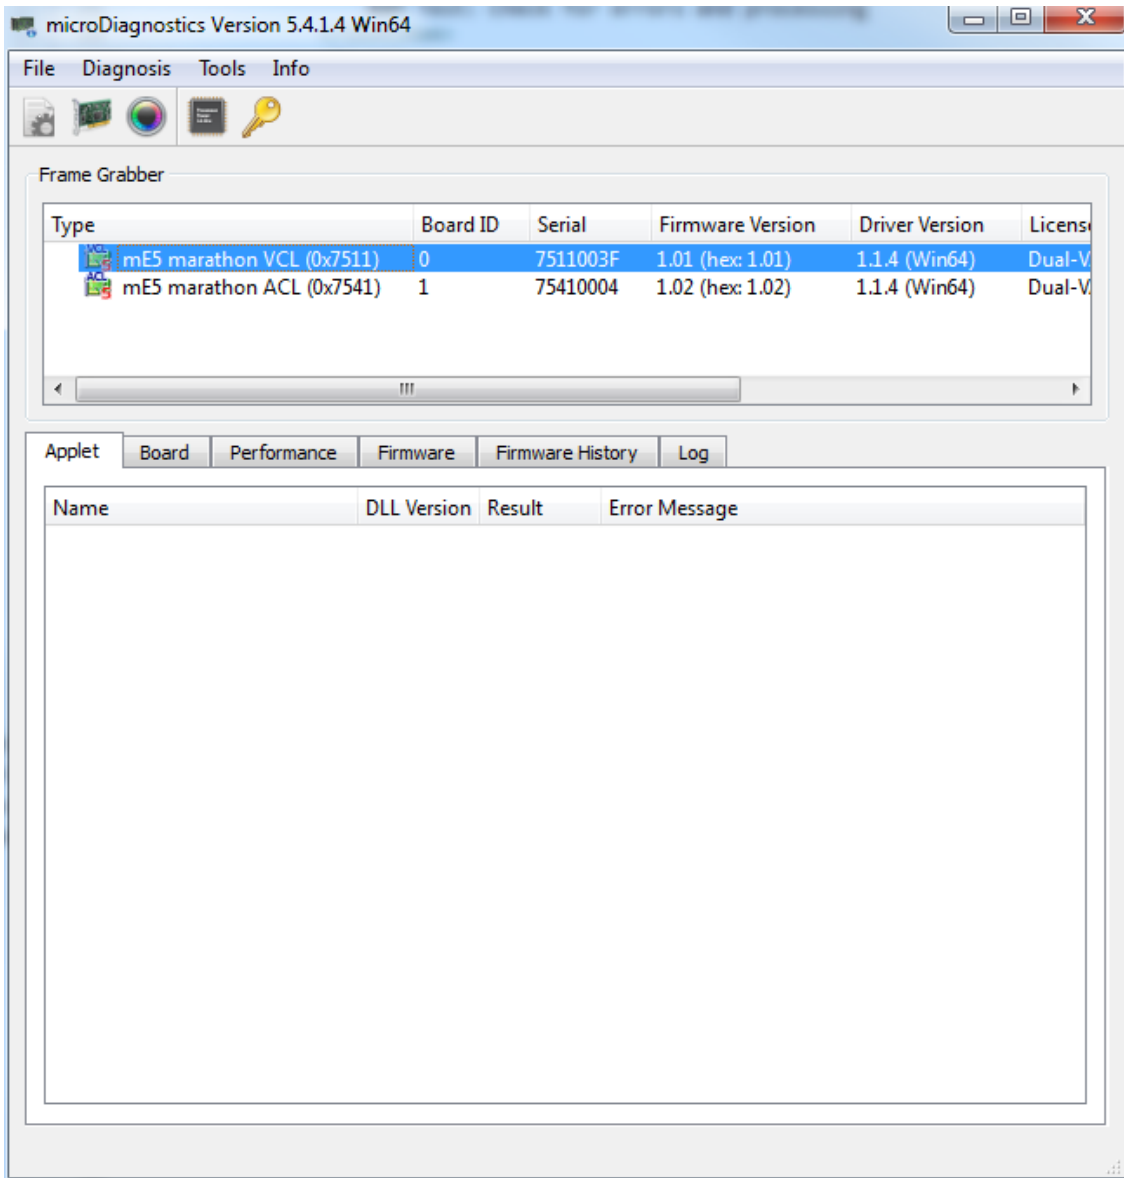 microDiagnostics Version 5.4.1.4 Win64
File Diagnosis Tools Info
Frame Grabber
Type Board ID Serial Firmware Version Driver Version License
mE5 marathon VCL (0x7511) 0 7511003F 1.01 (hex: 1.01) 1.1.4 (Win64) Dual-V
mE5 marathon ACL (0x7541) 1 75410004 1.02 (hex: 1.02) 1.1.4 (Win64) Dual-V
Applet Board Performance Firmware Firmware History Log
Name DLL Version Result Error Message